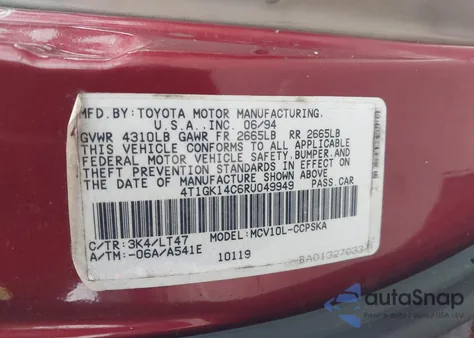 MFD.BY:TOYOTA MOTOR MANUFACTURING,
U.S.A.,INC. 06/94
GVWR 4310LB GAWR FR 2665LB RR 2665LB
THIS VEHICLE CONFORMS TO ALL APPLICABLE
FEDERAL MOTOR VEHICLE SAFETY,BUMPER,AND
THEFT PREVENTION STANDARDS IN EFFECT ON
THE DATE OF MANUFACTURE SHOWN ABOVE.
4T1GK14C6RU049949 PASS.CAR
C/TR:3K4/LT47 MODEL:MCV10L-CCPSKA
A/TM:-06A/A541E 10119
autoSnap